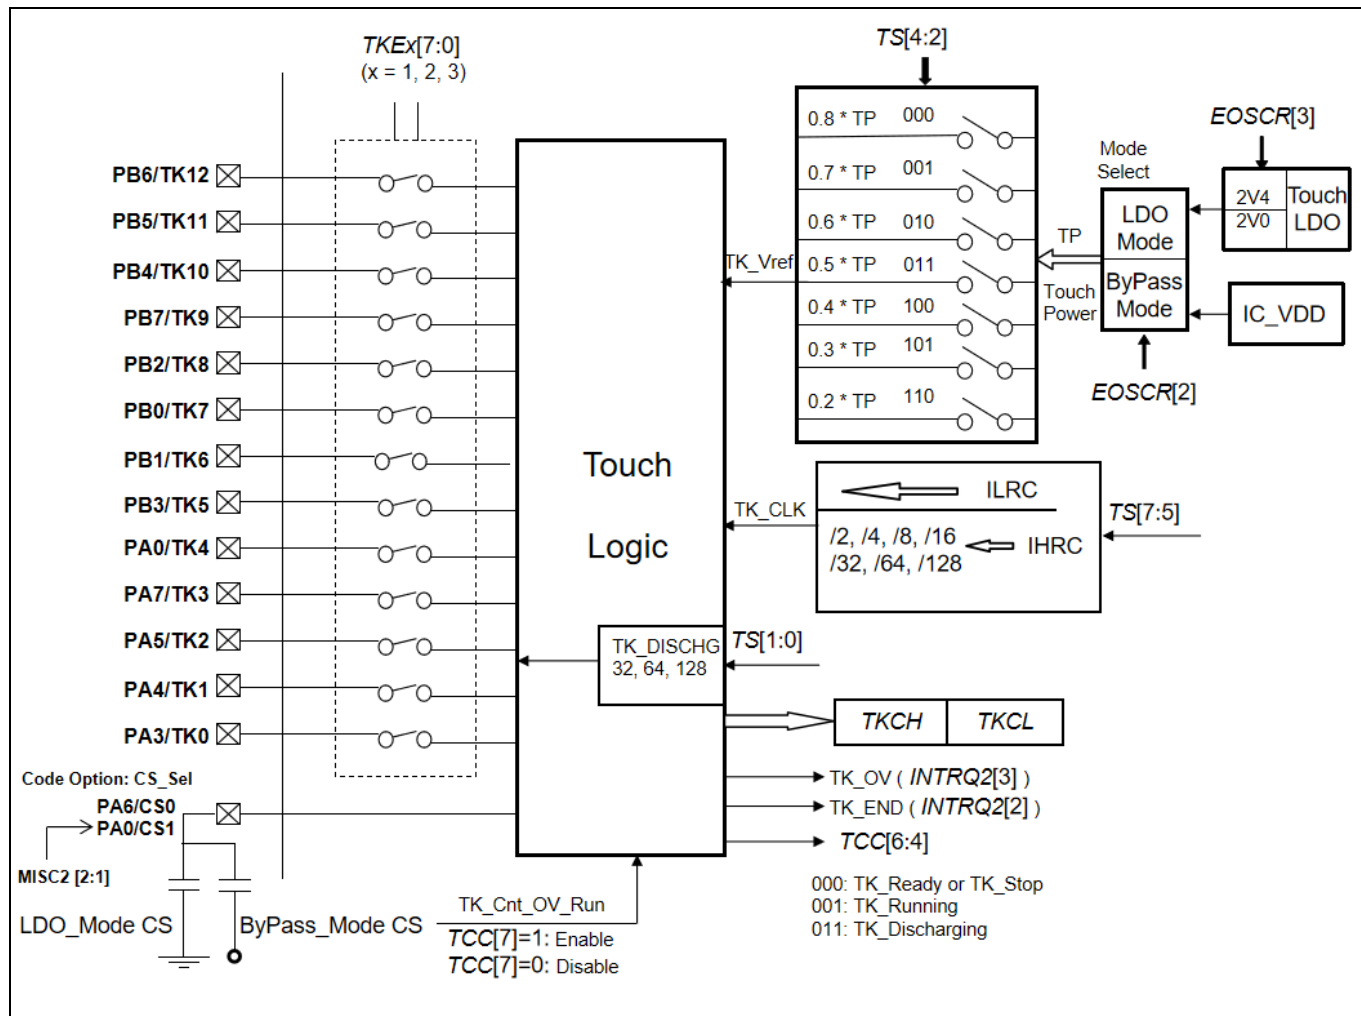 TKEx[7:0]
(x = 1, 2, 3)
TS[4:2]
PB6/TK12
PB5/TK11
PB4/TK10
PB7/TK9
PB2/TK8
PB0/TK7
PB1/TK6
PB3/TK5
PA0/TK4
PA7/TK3
PA5/TK2
PA4/TK1
PA3/TK0
Code Option: CS_Sel
PA6/CS0
PA0/CS1
MISC2 [2:1]
LDO_Mode CS
ByPass_Mode CS
Touch
Logic
TK_DISCHG
32, 64, 128
TK_Cnt_OV_Run
TCC[7]=1: Enable
TCC[7]=0: Disable
TK_Vref
0.8 * TP 000
0.7 * TP 001
0.6 * TP 010
0.5 * TP 011
0.4 * TP 100
0.3 * TP 101
0.2 * TP 110
TP
Touch
Power
Mode
Select
LDO
Mode
ByPass
Mode
EOSCR[3]
2V4
2V0
Touch
LDO
IC_VDD
EOSCR[2]
TK_CLK
ILRC
/2, /4, /8, /16
/32, /64, /128
IHRC
TS[7:5]
TS[1:0]
TKCH
TKCL
TK_OV ( INTRQ2[3] )
TK_END ( INTRQ2[2] )
TCC[6:4]
000: TK_Ready or TK_Stop
001: TK_Running
011: TK_Discharging